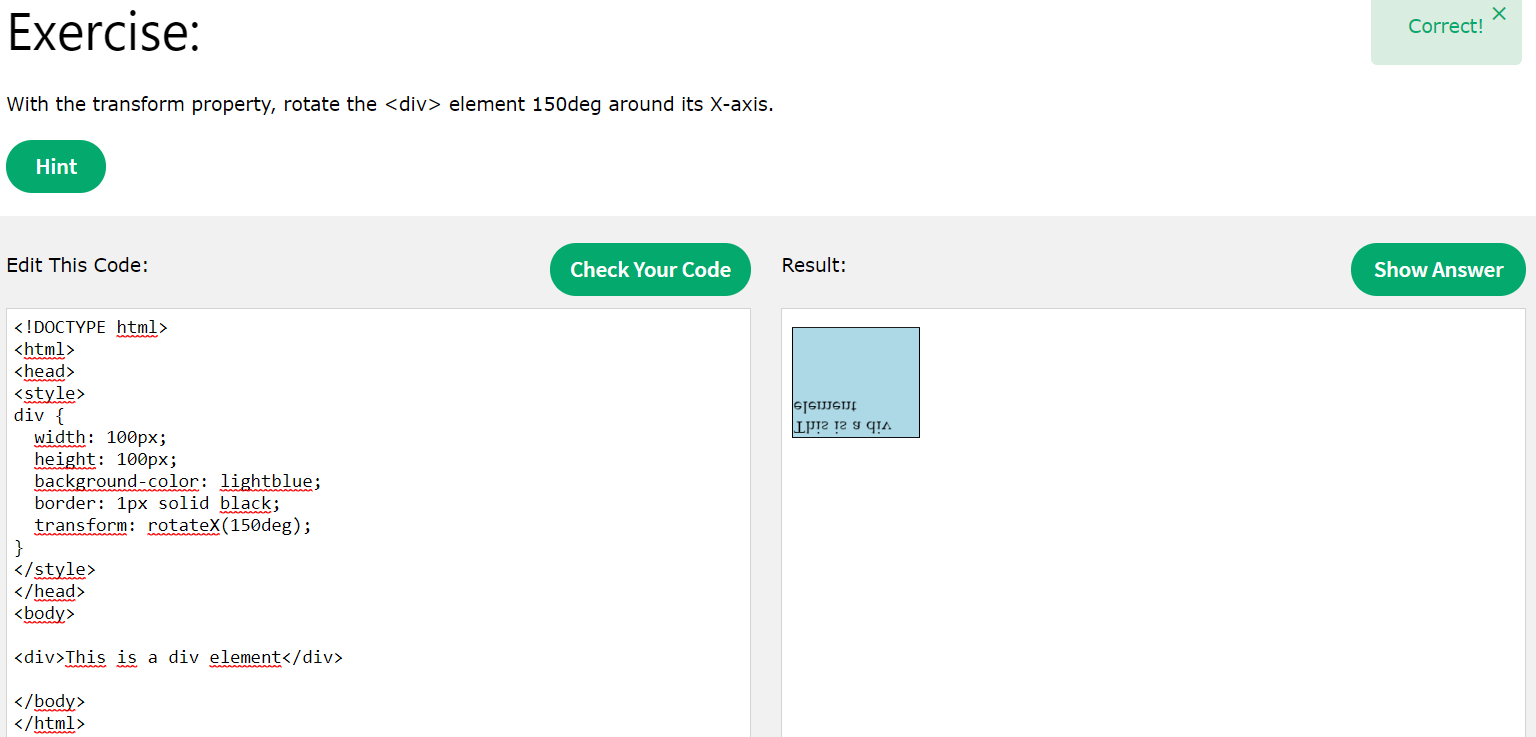 Exercise:
Correct!
×
With the transform property, rotate the <div> element 150deg around its X-axis.
Hint
Edit This Code:
Check Your Code
Result:
Show Answer
<!DOCTYPE html>
<html>
<head>
<style>
div {
  width: 100px;
  height: 100px;
  background-color: lightblue;
  border: 1px solid black;
  transform: rotateX(150deg);
}
</style>
</head>
<body>

<div>This is a div element</div>

</body>
</html>
This is a div
element